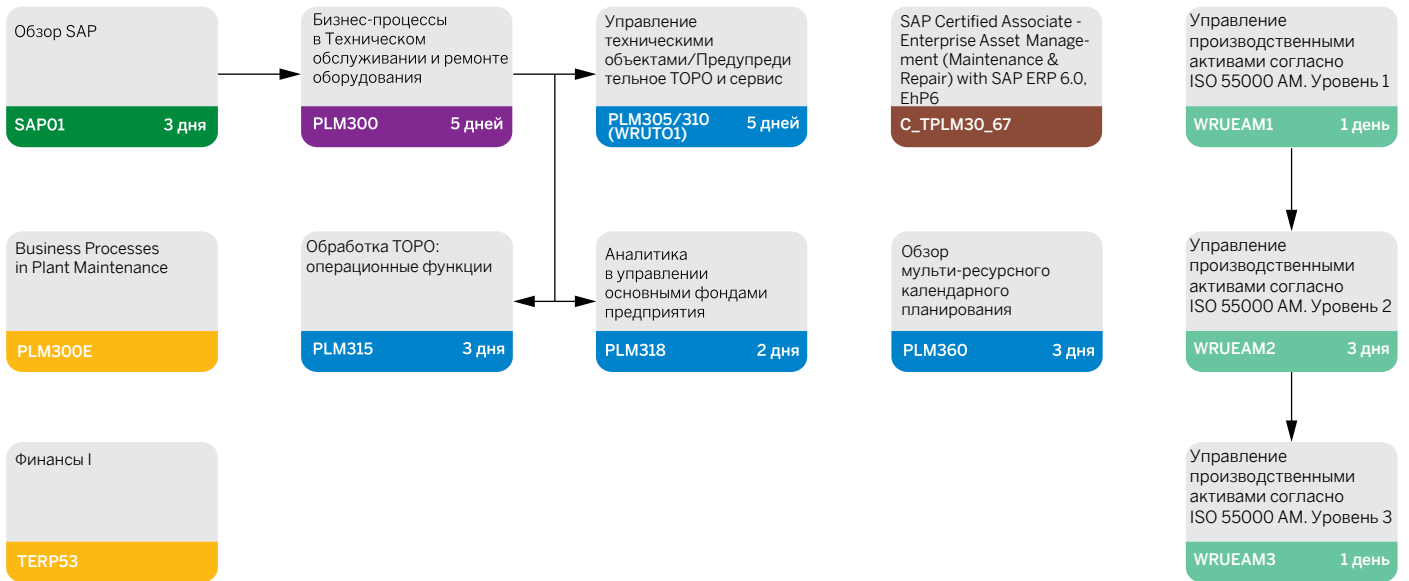 Обзор SAP
SAP01 3 дня
Бизнес-процессы
в Техническом
обслуживании и ремонте
оборудования
PLM300 5 дней
Управление
техническими
объектами/Предупреди
тельное ТОРО и сервис
PLM305/310
(WRUTO1) 5 дней
SAP Certified Associate -
Enterprise Asset Manage-
ment (Maintenance &
Repair) with SAP ERP 6.0,
EhP6
C_TPLM30_67
Управление
производственными
активами согласно
ISO 55000 AM. Уровень 1
WRUEAM1 1 день
Business Processes
in Plant Maintenance
PLM300E
Обработка ТОРО:
операционные функции
PLM315 3 дня
Аналитика
в управлении
основными фондами
предприятия
PLM318 2 дня
Обзор
мульти-ресурсного
календарного
планирования
PLM360 3 дня
Управление
производственными
активами согласно
ISO 55000 AM. Уровень 2
WRUEAM2 3 дня
Финансы I
TERP53
Управление
производственными
активами согласно
ISO 55000 AM. Уровень 3
WRUEAM3 1 день